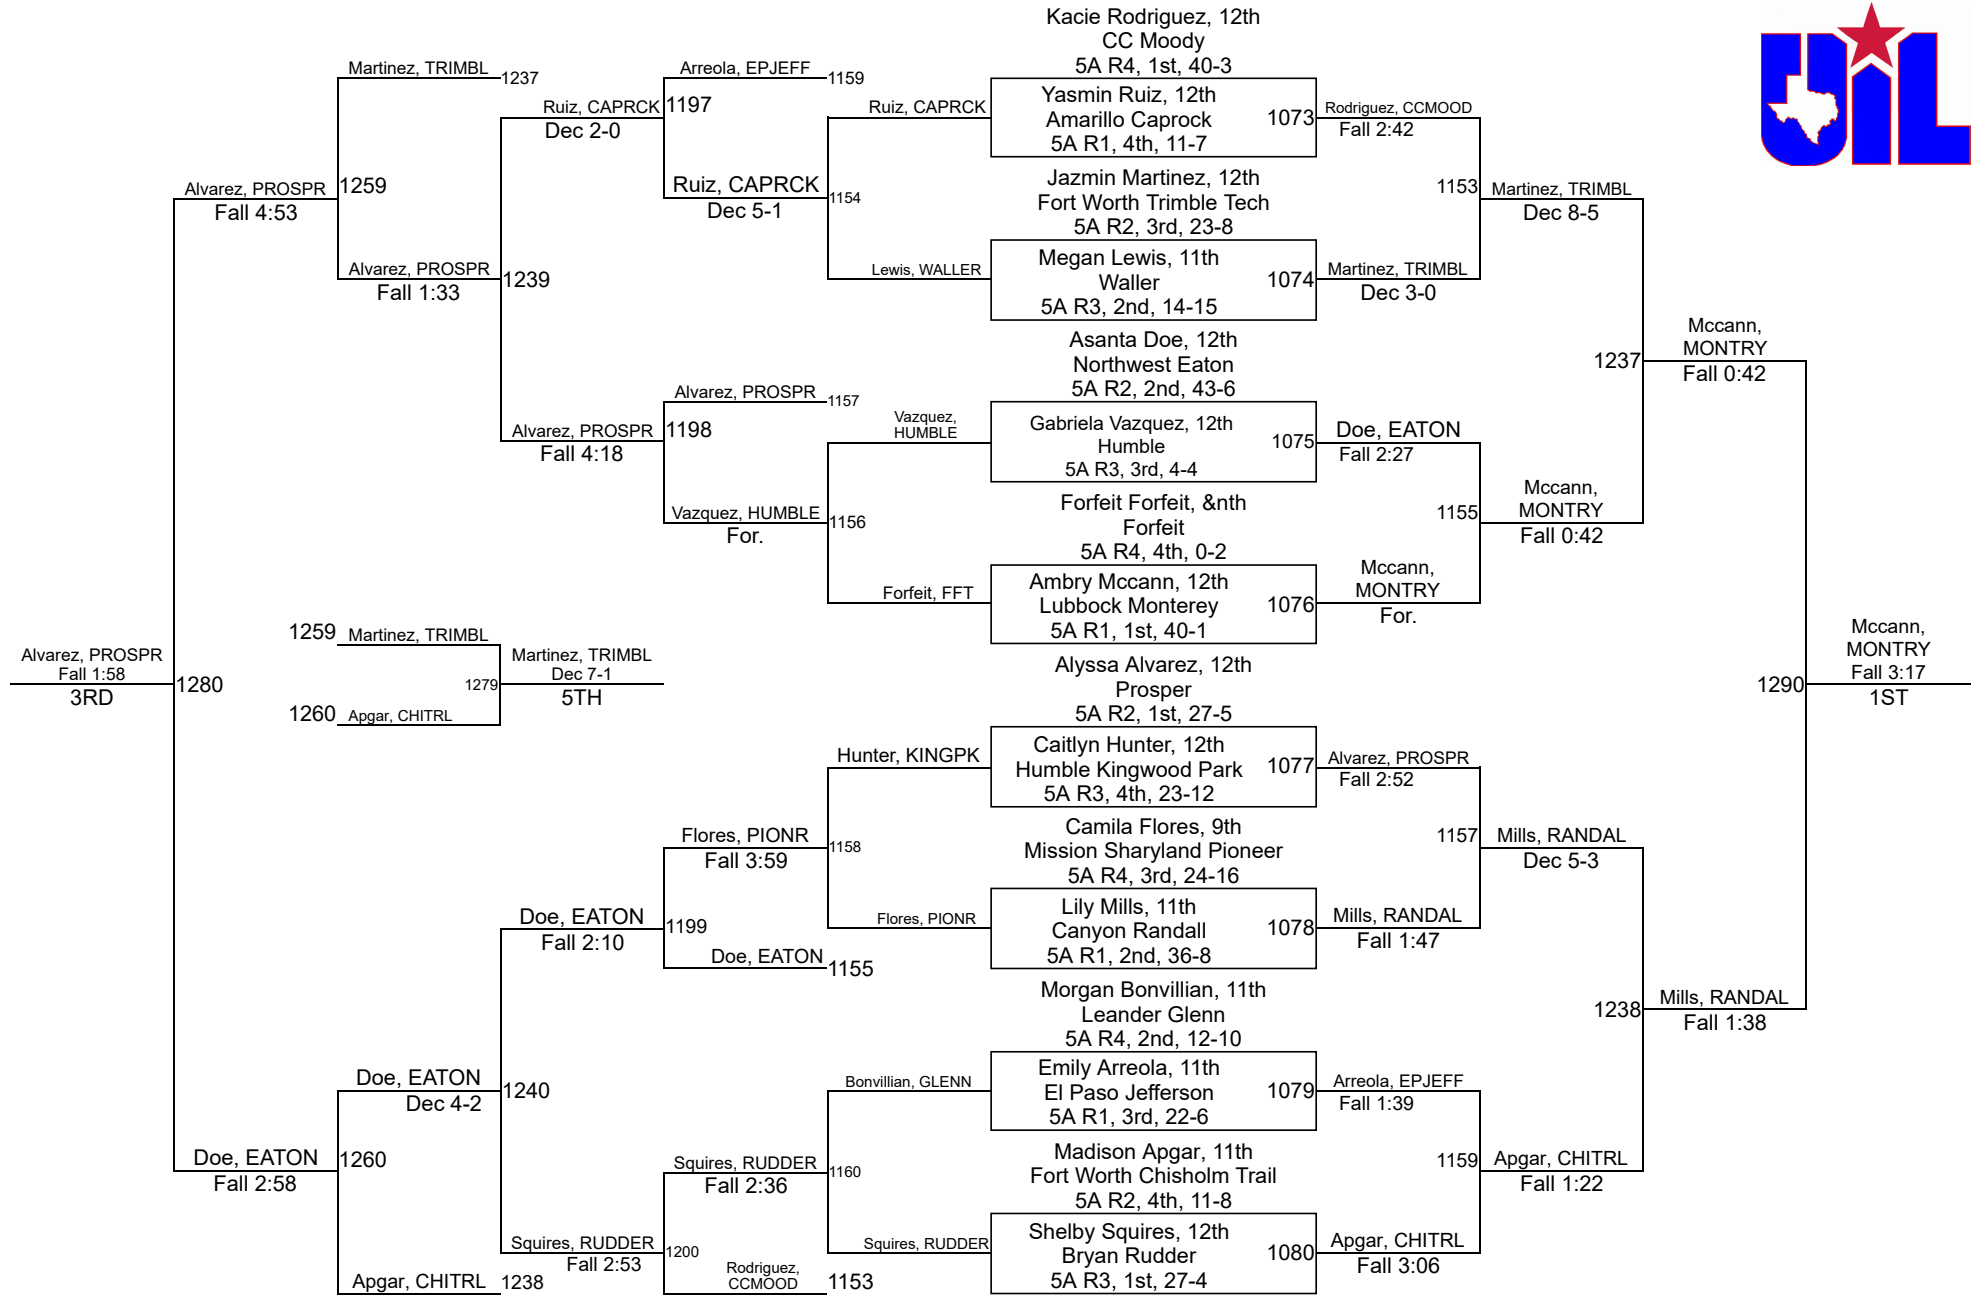 Kacie Rodriguez, 12th
CC Moody
5A R4, 1st, 40-3
Yasmin Ruiz, 12th
Amarillo Caprock
5A R1, 4th, 11-7
1073
Jazmin Martinez, 12th
Fort Worth Trimble Tech
5A R2, 3rd, 23-8
Megan Lewis, 11th
Waller
5A R3, 2nd, 14-15
1074
Asanta Doe, 12th
Northwest Eaton
5A R2, 2nd, 43-6
Gabriela Vazquez, 12th
Humble
5A R3, 3rd, 4-4
1075
Forfeit Forfeit, &nth
Forfeit
5A R4, 4th, 0-2
Ambry Mccann, 12th
Lubbock Monterey
5A R1, 1st, 40-1
1076
Alyssa Alvarez, 12th
Prosper
5A R2, 1st, 27-5
Caitlyn Hunter, 12th
Humble Kingwood Park
5A R3, 4th, 23-12
1077
Camila Flores, 9th
Mission Sharyland Pioneer
5A R4, 3rd, 24-16
Lily Mills, 11th
Canyon Randall
5A R1, 2nd, 36-8
1078
Morgan Bonvillian, 11th
Leander Glenn
5A R4, 2nd, 12-10
Emily Arreola, 11th
El Paso Jefferson
5A R1, 3rd, 22-6
1079
Madison Apgar, 11th
Fort Worth Chisholm Trail
5A R2, 4th, 11-8
Shelby Squires, 12th
Bryan Rudder
5A R3, 1st, 27-4
1080
Rodriguez, CCMOOD
Fall 2:42
1153
Martinez, TRIMBL
Dec 3-0
Doe, EATON
Fall 2:27
1155
Mccann,
MONTRY
For.
Alvarez, PROSPR
Fall 2:52
1157
Mills, RANDAL
Fall 1:47
Arreola, EPJEFF
Fall 1:39
1159
Apgar, CHITRL
Fall 3:06
Martinez, TRIMBL
Dec 8-5
1237
Mccann,
MONTRY
Fall 0:42
Mills, RANDAL
Dec 5-3
1238
Apgar, CHITRL
Fall 1:22
Mccann,
MONTRY
Fall 0:42
1290
Mills, RANDAL
Fall 1:38
Mccann,
MONTRY
Fall 3:17
1ST
UIL
Ruiz, CAPRCK
1154
Lewis, WALLER
Vazquez,
HUMBLE
1156
Forfeit, FFT
Hunter, KINGPK
1158
Flores, PIONR
Bonvillian, GLENN
1160
Squires, RUDDER
Arreola, EPJEFF
1159
1197
Ruiz, CAPRCK
Dec 5-1
Alvarez, PROSPR
1157
1198
Vazquez, HUMBLE
For.
Flores, PIONR
Fall 3:59
1199
Doe, EATON
1155
Squires, RUDDER
Fall 2:36
1200
Rodriguez,
CCMOOD
1153
Ruiz, CAPRCK
Dec 2-0
1239
Alvarez, PROSPR
Fall 4:18
Doe, EATON
Fall 2:10
1240
Squires, RUDDER
Fall 2:53
Martinez, TRIMBL
1237
1259
Alvarez, PROSPR
Fall 1:33
Doe, EATON
Dec 4-2
1260
Apgar, CHITRL
1238
Alvarez, PROSPR
Fall 4:53
1280
Doe, EATON
Fall 2:58
Alvarez, PROSPR
Fall 1:58
3RD
1259
Martinez, TRIMBL
1279
1260
Apgar, CHITRL
Martinez, TRIMBL
Dec 7-1
5TH